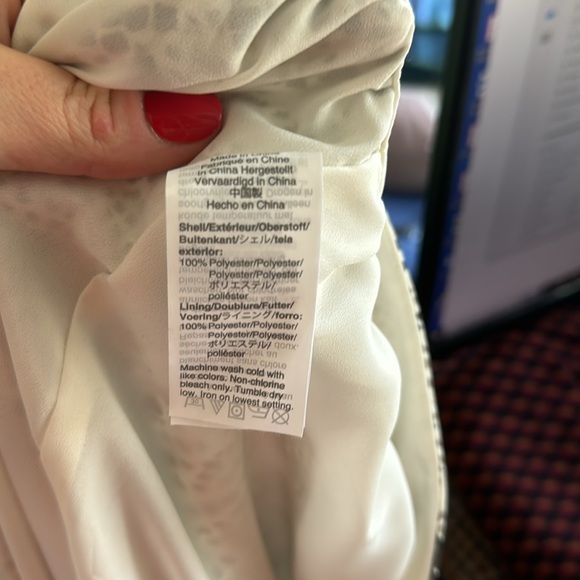 Made in China
Fabriqué en Chine
in China Hergestellt
Vervaardigd in China
中国製
Hecho en China
Shell/Extérieur/Oberstoff/
Buitenkant/シェル/tela
exterior:
100% Polyester/Polyester/
Polyester/Polyester/
ポリエステル/
poliéster
Lining/Doublure/Futter/
Voering/ライニング/forro:
100% Polyester/Polyester/
Polyester/Polyester/
ポリエステル/
poliéster
Machine wash cold with
like colors. Non-chlorine
bleach only. Tumble dry
low. Iron on lowest setting.